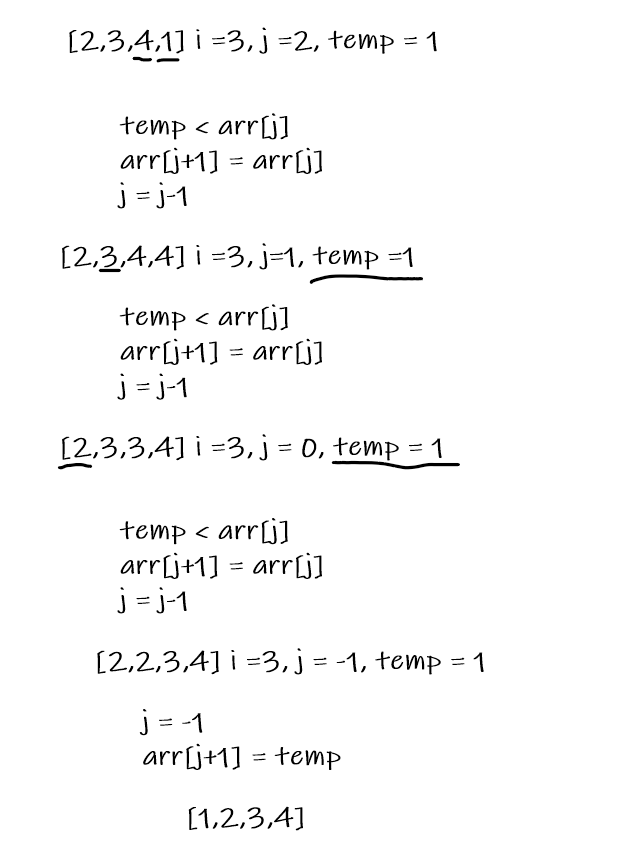 [2,3,4,1] i =3, j =2, temp = 1
temp < arr[j]
arr[j+1] = arr[j]
j = j-1
[2,3,4,4] i =3, j=1, temp =1
temp < arr[j]
arr[j+1] = arr[j]
j = j-1
[2,3,3,4] i =3, j = 0, temp = 1
temp < arr[j]
arr[j+1] = arr[j]
j = j-1
[2,2,3,4] i =3, j = -1, temp = 1
j = -1
arr[j+1] = temp
[1,2,3,4]